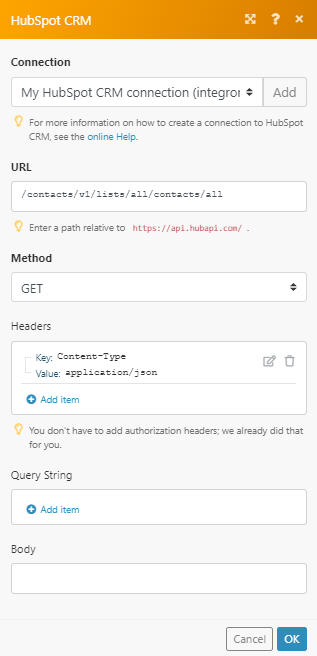 HubSpot CRM
Connection
My HubSpot CRM connection (integror
Add
For more information on how to create a connection to HubSpot
CRM, see the online Help.
URL
/contacts/v1/lists/all/contacts/all
Enter a path relative to https://api.hubapi.com/ .
Method
GET
Headers
Key: Content-Type
Value: application/json
Add item
You don't have to add authorization headers; we already did that
for you.
Query String
Add item
Body
Cancel
OK